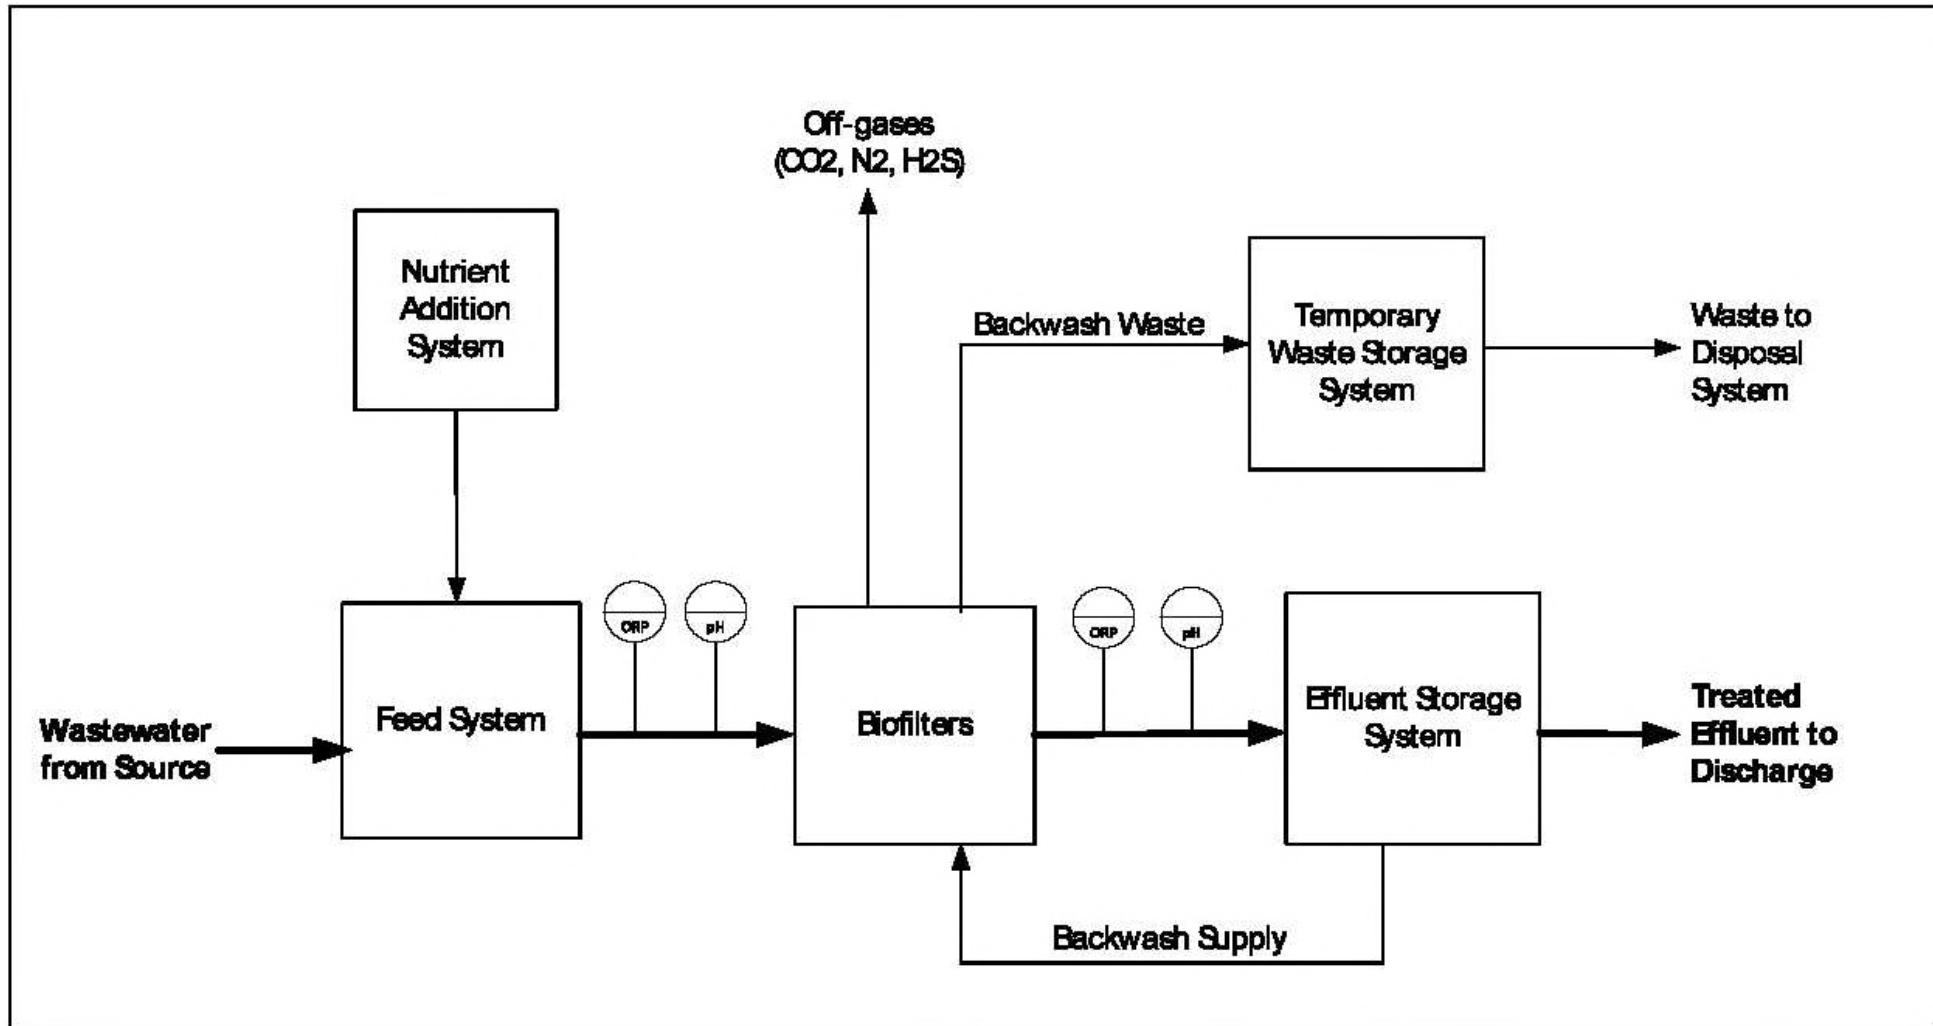 Off-gases
(CO2, N2, H2S)
Nutrient
Addition
System
Backwash Waste
Temporary
Waste Storage
System
Waste to
Disposal
System
ORP
pH
ORP
pH
Wastewater
from Source
Feed System
Biofilters
Effluent Storage
System
Treated
Effluent to
Discharge
Backwash Supply